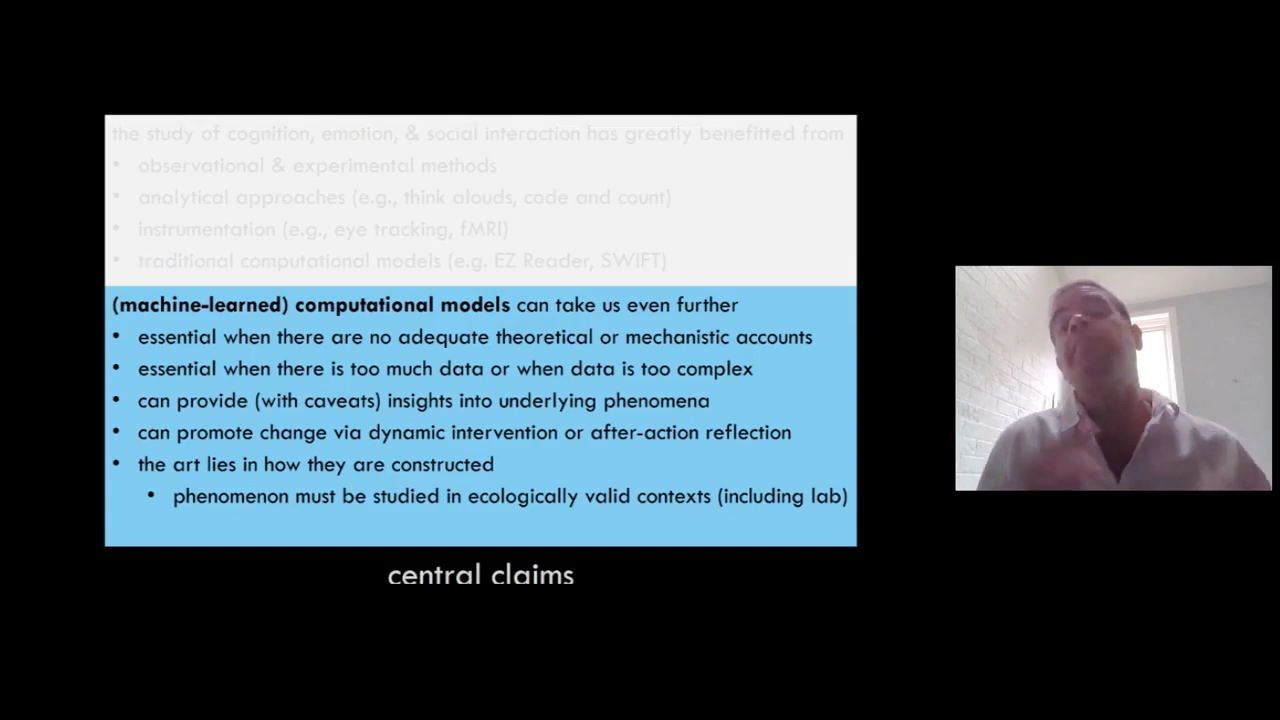 the study of cognition, emotion, & social interaction has greatly benefitted from
• observational & experimental methods
• analytical approaches (e.g., think alouds, code and count)
• instrumentation (e.g., eye tracking, fMRI)
• traditional computational models (e.g. EZ Reader, SWIFT)
(machine-learned) computational models can take us even further
• essential when there are no adequate theoretical or mechanistic accounts
• essential when there is too much data or when data is too complex
• can provide (with caveats) insights into underlying phenomena
• can promote change via dynamic intervention or after-action reflection
• the art lies in how they are constructed
• phenomenon must be studied in ecologically valid contexts (including lab)
central claims